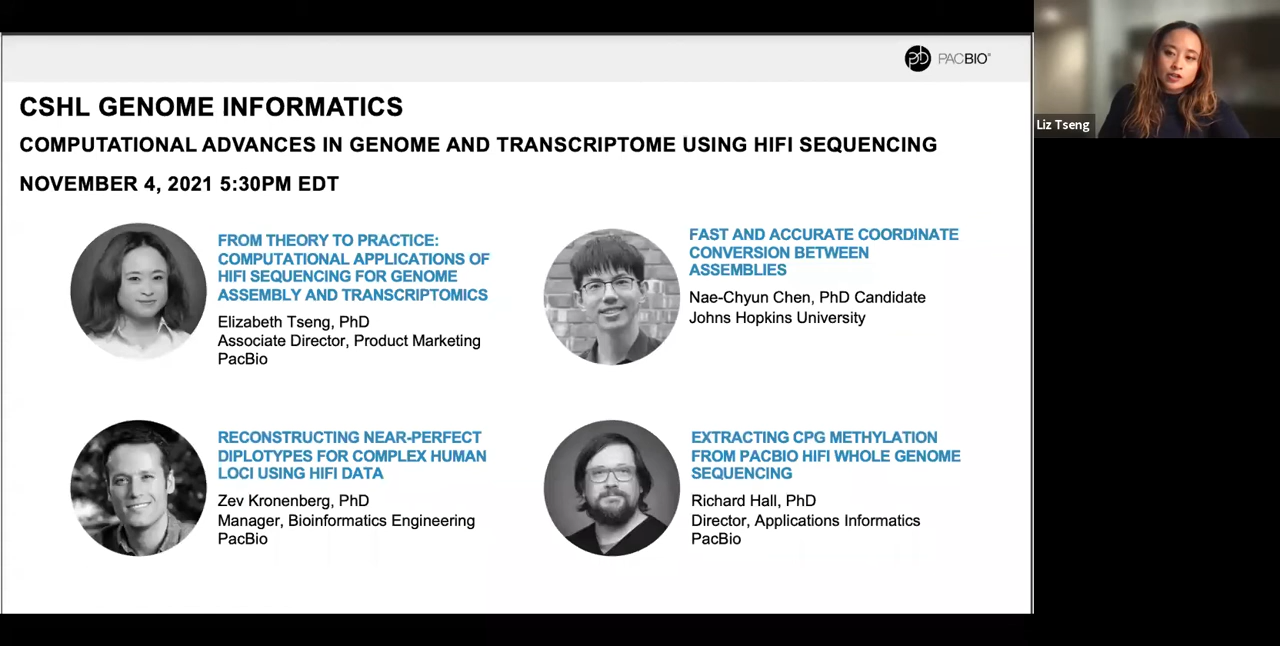 PACBIO®
Liz Tseng
CSHL GENOME INFORMATICS
COMPUTATIONAL ADVANCES IN GENOME AND TRANSCRIPTOME USING HIFI SEQUENCING
NOVEMBER 4, 2021 5:30PM EDT
FROM THEORY TO PRACTICE:
COMPUTATIONAL APPLICATIONS OF
HIFI SEQUENCING FOR GENOME
ASSEMBLY AND TRANSCRIPTOMICS
Elizabeth Tseng, PhD
Associate Director, Product Marketing
PacBio
FAST AND ACCURATE COORDINATE
CONVERSION BETWEEN
ASSEMBLIES
Nae-Chyun Chen, PhD Candidate
Johns Hopkins University
RECONSTRUCTING NEAR-PERFECT
DIPLOTYPES FOR COMPLEX HUMAN
LOCI USING HIFI DATA
Zev Kronenberg, PhD
Manager, Bioinformatics Engineering
PacBio
EXTRACTING CPG METHYLATION
FROM PACBIO HIFI WHOLE GENOME
SEQUENCING
Richard Hall, PhD
Director, Applications Informatics
PacBio